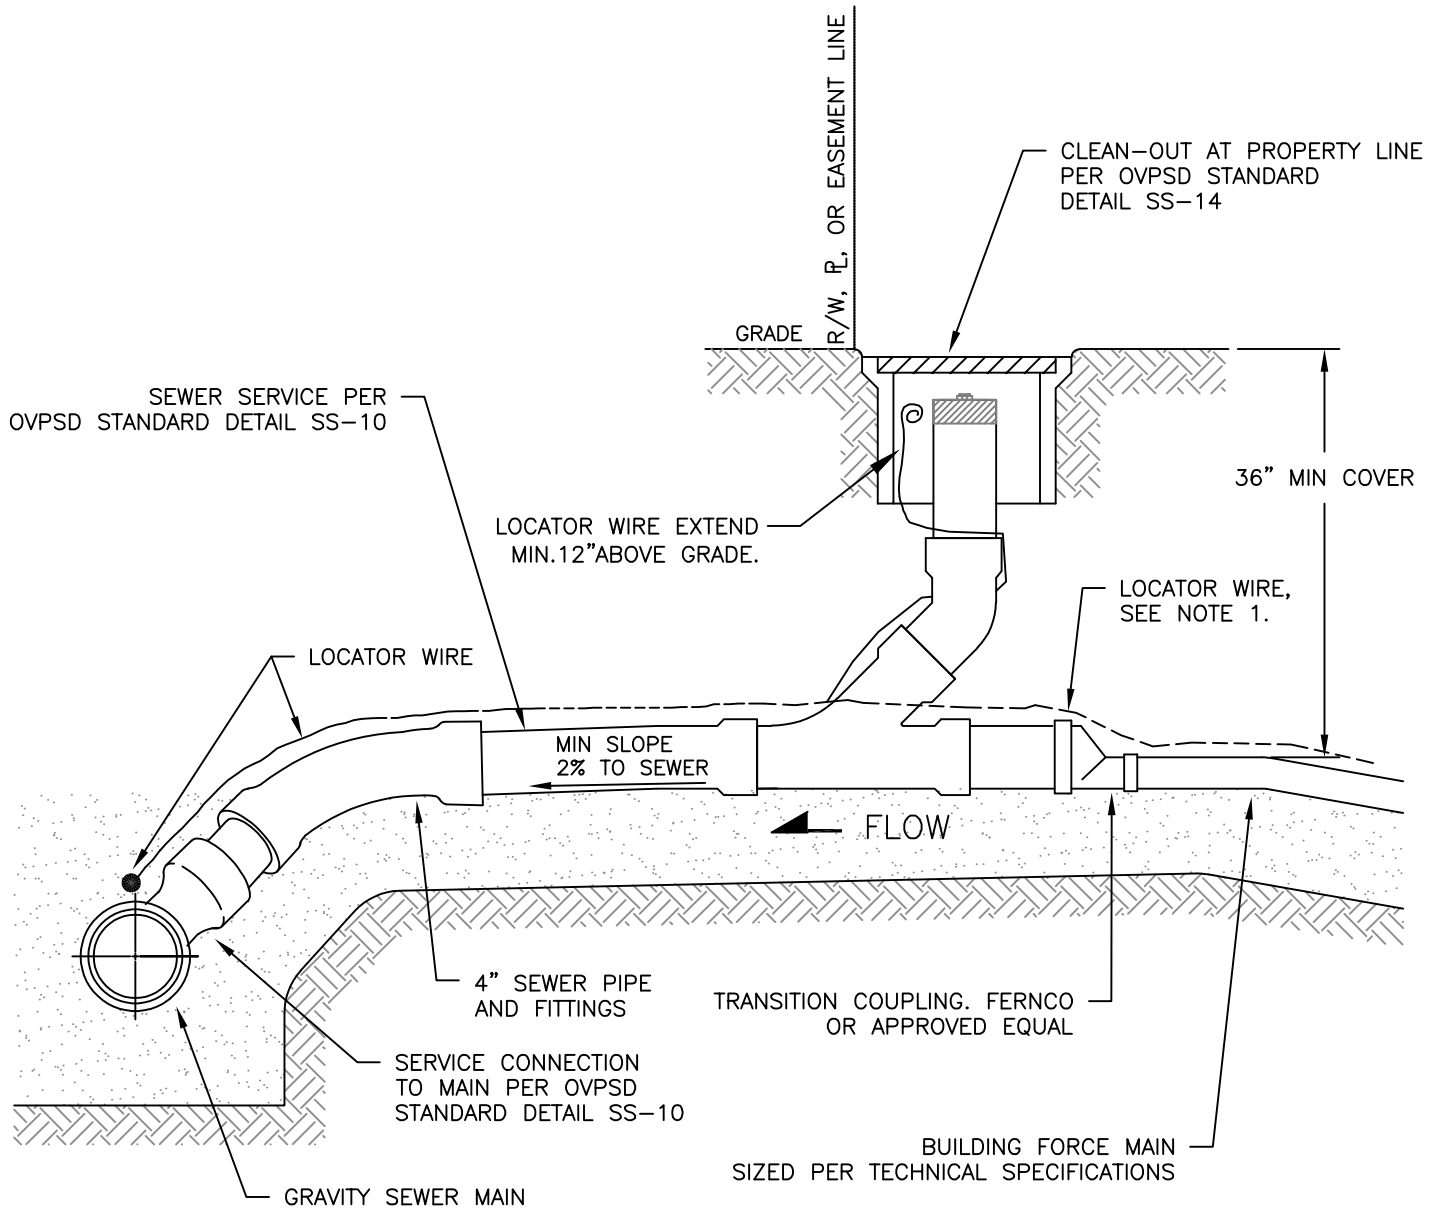 R/W, PL, OR EASEMENT LINE
CLEAN-OUT AT PROPERTY LINE
PER OVPSD STANDARD
DETAIL SS-14
GRADE
SEWER SERVICE PER
OVPSD STANDARD DETAIL SS-10
36" MIN COVER
LOCATOR WIRE EXTEND
MIN.12"ABOVE GRADE.
LOCATOR WIRE,
SEE NOTE 1.
LOCATOR WIRE
MIN SLOPE
2% TO SEWER
FLOW
4" SEWER PIPE
AND FITTINGS
TRANSITION COUPLING. FERNCO
OR APPROVED EQUAL
SERVICE CONNECTION
TO MAIN PER OVPSD
STANDARD DETAIL SS-10
BUILDING FORCE MAIN
SIZED PER TECHNICAL SPECIFICATIONS
GRAVITY SEWER MAIN